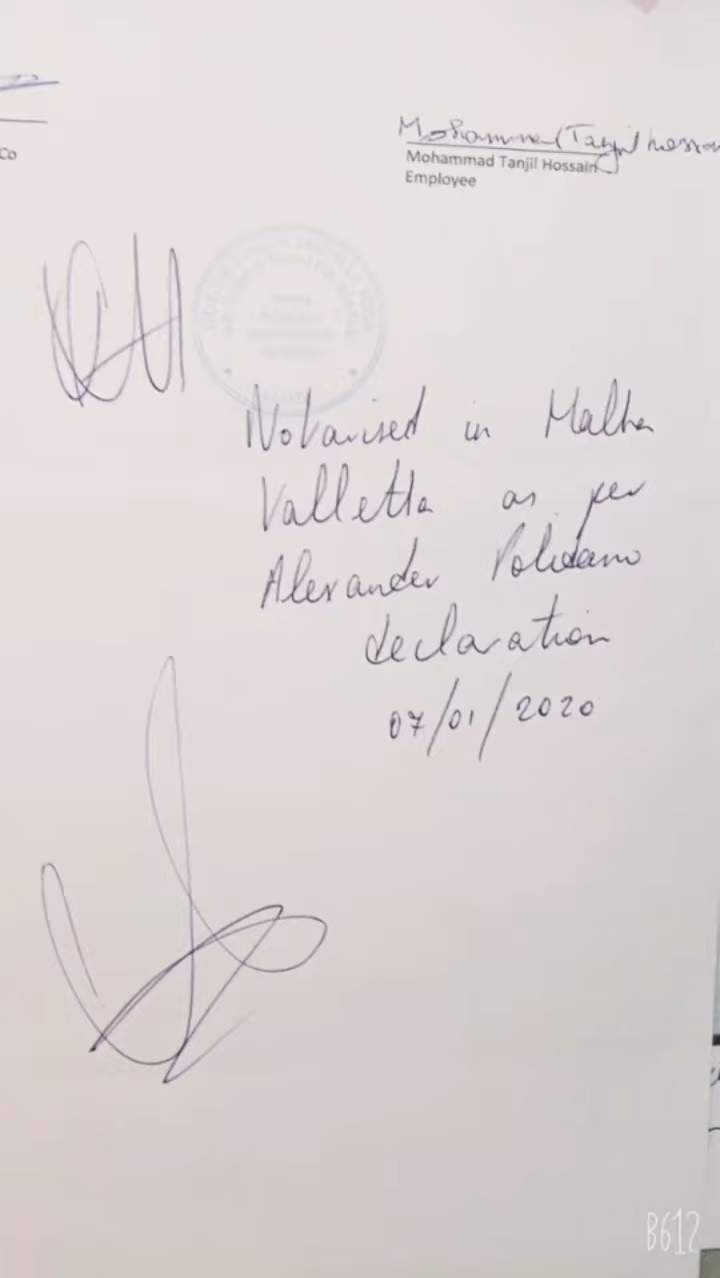 Co
Mohammad Tanjil Hossain
Mohammad Tanjil Hossain
Employee
Notarised in Malta
Valletta as per
Alexander Polidano
declaration
07/01/2020
B612